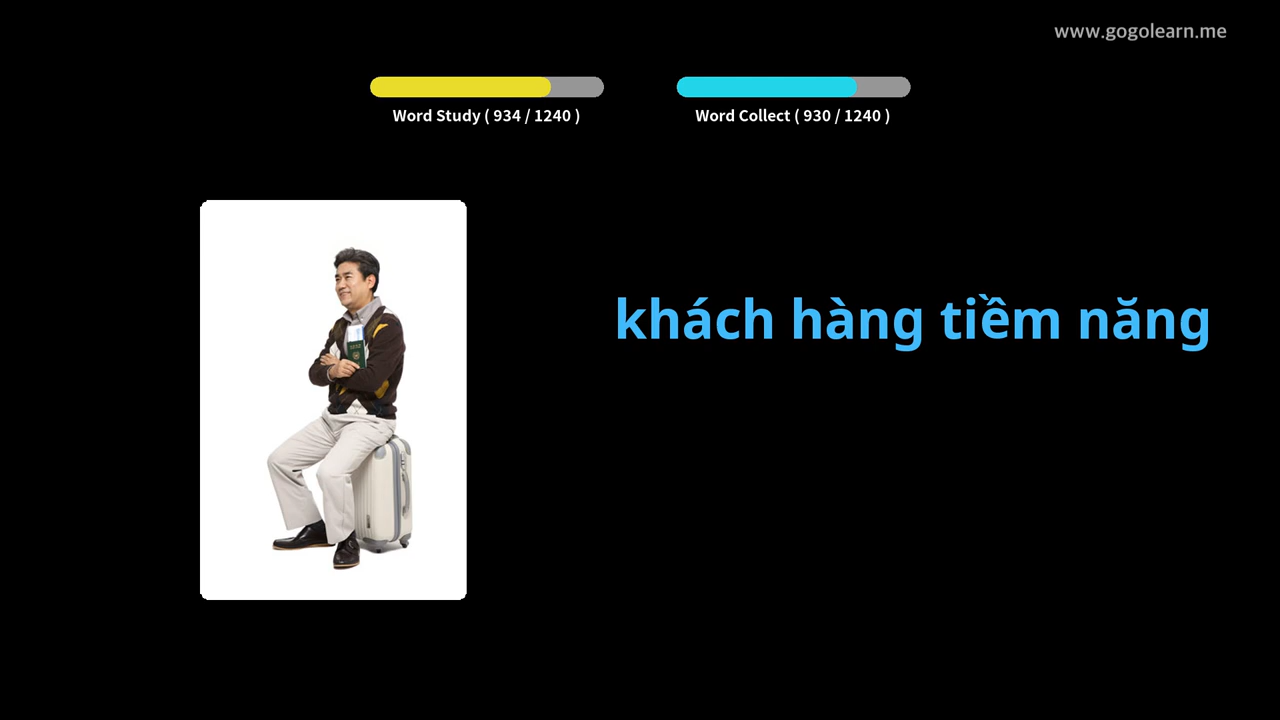 www.gogolearn.me
Word Study ( 934 / 1240 )
Word Collect ( 930 / 1240 )
khách hàng tiềm năng